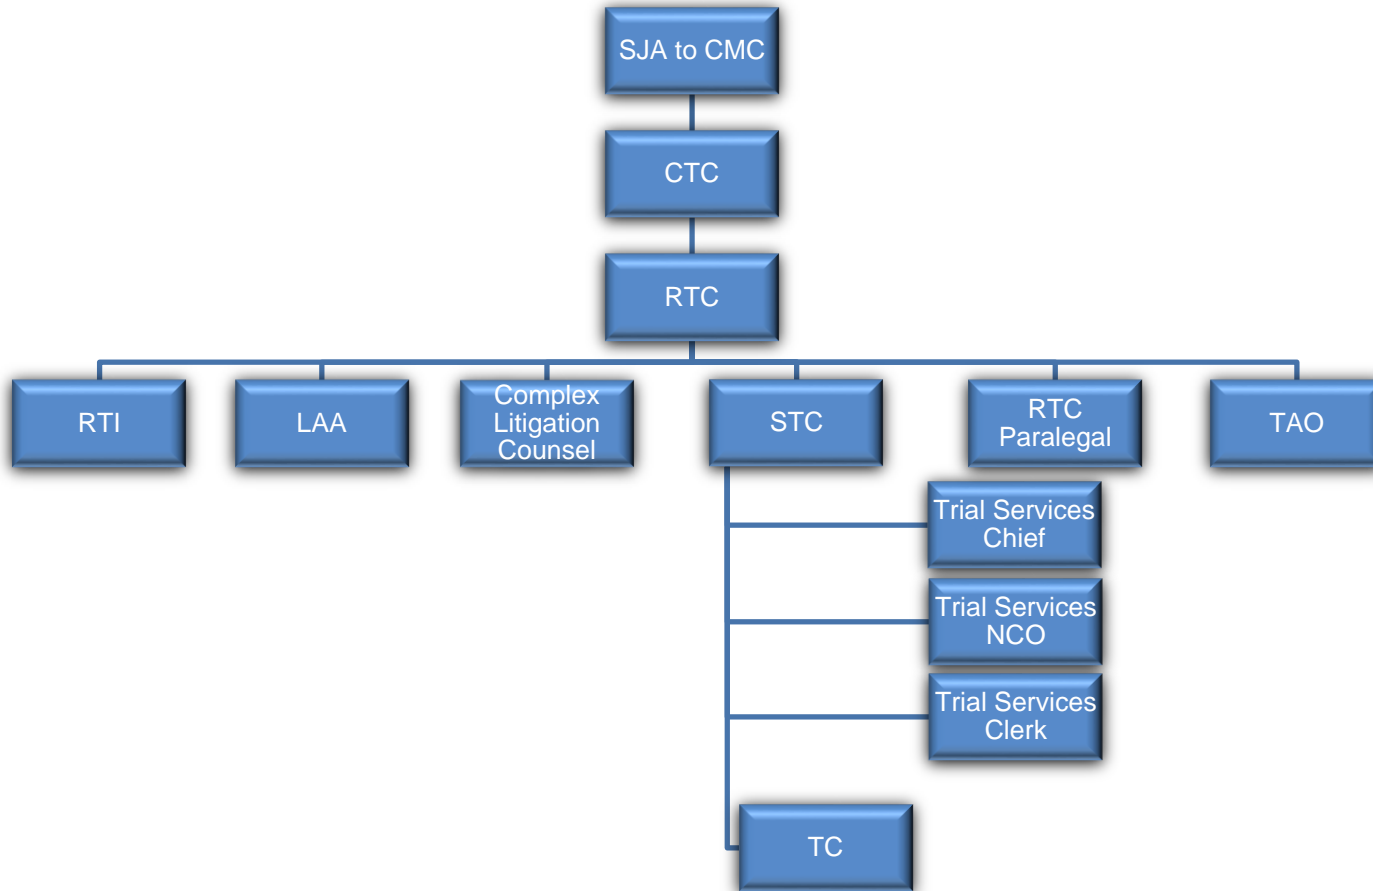 SJA to CMC
CTC
RTC
RTI
LAA
Complex
Litigation
Counsel
STC
RTC
Paralegal
TAO
Trial Services
Chief
Trial Services
NCO
Trial Services
Clerk
TC